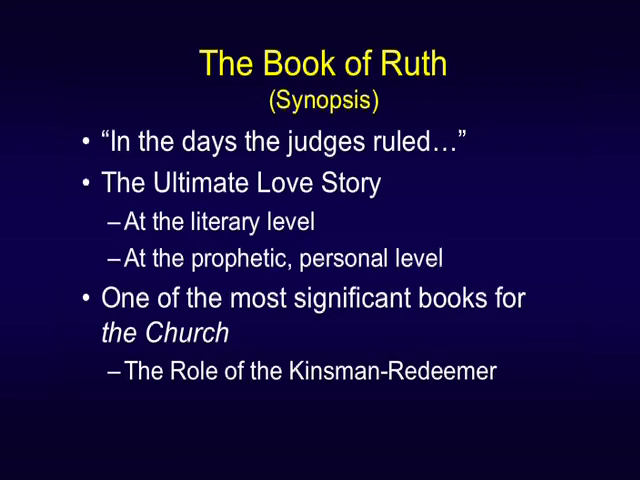 The Book of Ruth
(Synopsis)
• “In the days the judges ruled…”
• The Ultimate Love Story
–At the literary level
–At the prophetic, personal level
• One of the most significant books for
the Church
–The Role of the Kinsman-Redeemer